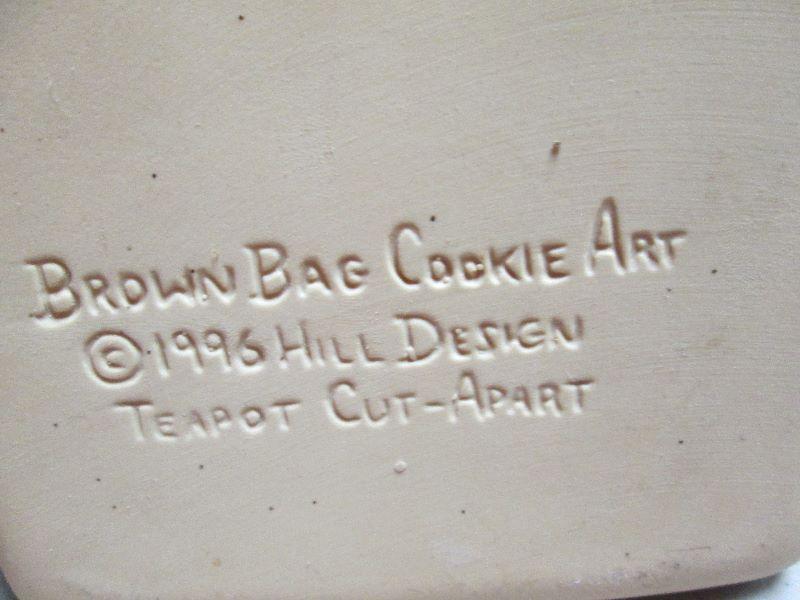 BROWN BAG COOKIE ART
©1996 HILL DESIGN
TEAPOT CUT-APART